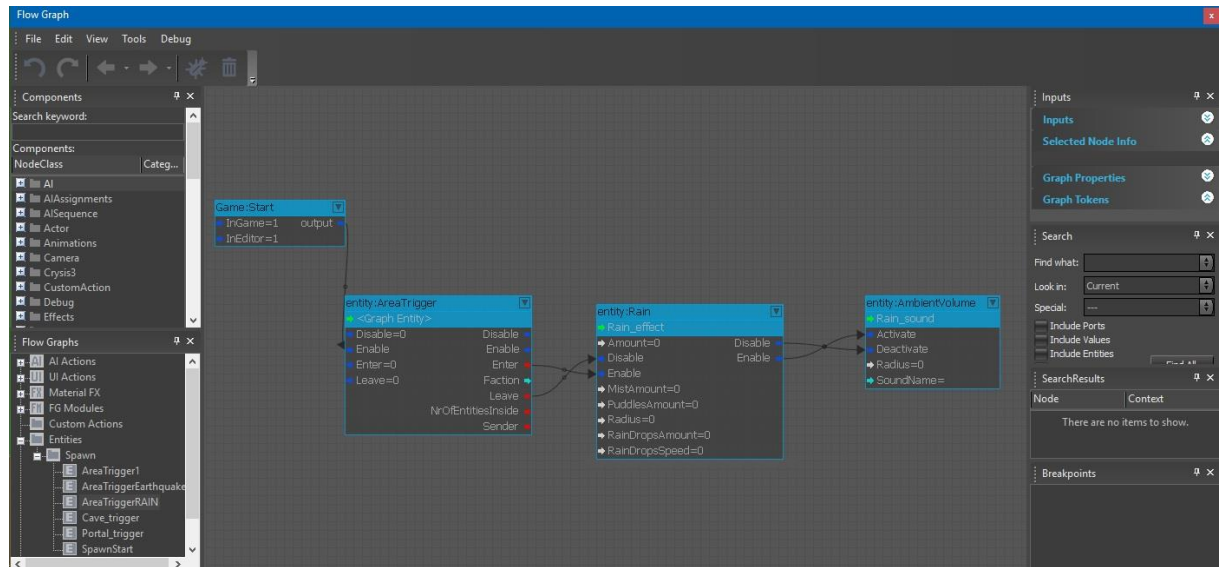 Flow Graph
x
File Edit View Tools Debug
Components
Search keyword:
Components:
NodeClass Categ...
AI
AIAssignments
AISequence
Actor
Animations
Camera
Crysis3
CustomAction
Debug
Effects
Flow Graphs
AI AI Actions
UI UI Actions
FX Material FX
FM FG Modules
Custom Actions
Entities
Spawn
E AreaTrigger1
E AreaTriggerEarthquake
E AreaTriggerRAIN
E Cave_trigger
E Portal_trigger
E SpawnStart
Game:Start
InGame=1 output
InEditor=1
entity:AreaTrigger
<Graph Entity>
Disable=0 Disable
Enable Enable
Enter=0 Enter
Leave=0 Faction
Leave
NrOfEntitiesInside
Sender
entity:Rain
Rain_effect
Amount=0 Disable
Disable Enable
Enable
MistAmount=0
PuddlesAmount=0
Radius=0
RainDropsAmount=0
RainDropsSpeed=0
entity:AmbientVolume
Rain_sound
Activate
Deactivate
Radius=0
SoundName=
Inputs
Inputs
Selected Node Info
Graph Properties
Graph Tokens
Search
Find what:
Look in: Current
Special: ---
Include Ports
Include Values
Include Entities
Find All
SearchResults
Node Context
There are no items to show.
Breakpoints